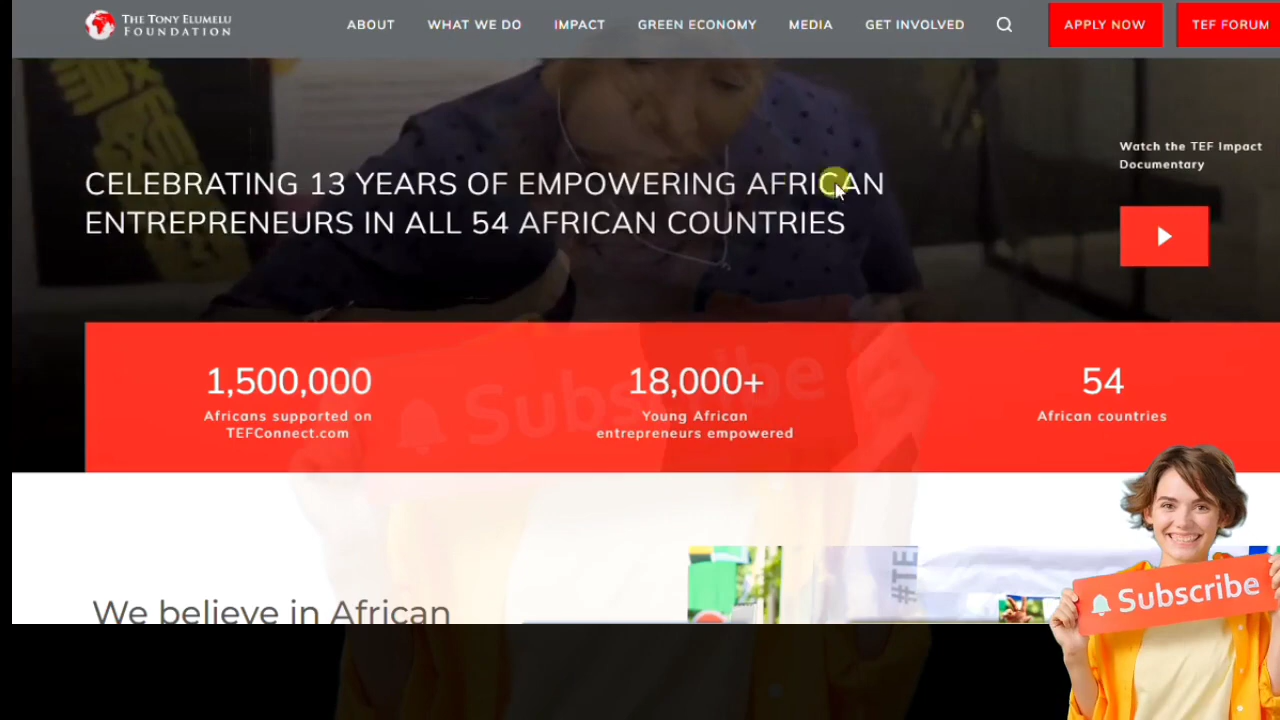 THE TONY ELUMELU
FOUNDATION
ABOUT
WHAT WE DO
IMPACT
GREEN ECONOMY
MEDIA
GET INVOLVED
APPLY NOW
TEF FORUM
Watch the TEF Impact
Documentary
CELEBRATING 13 YEARS OF EMPOWERING AFRICAN
ENTREPRENEURS IN ALL 54 AFRICAN COUNTRIES
1,500,000
Africans supported on
TEFConnect.com
18,000+
Young African
entrepreneurs empowered
54
African countries
Subscribe
#TE
We believe in African
Subscribe